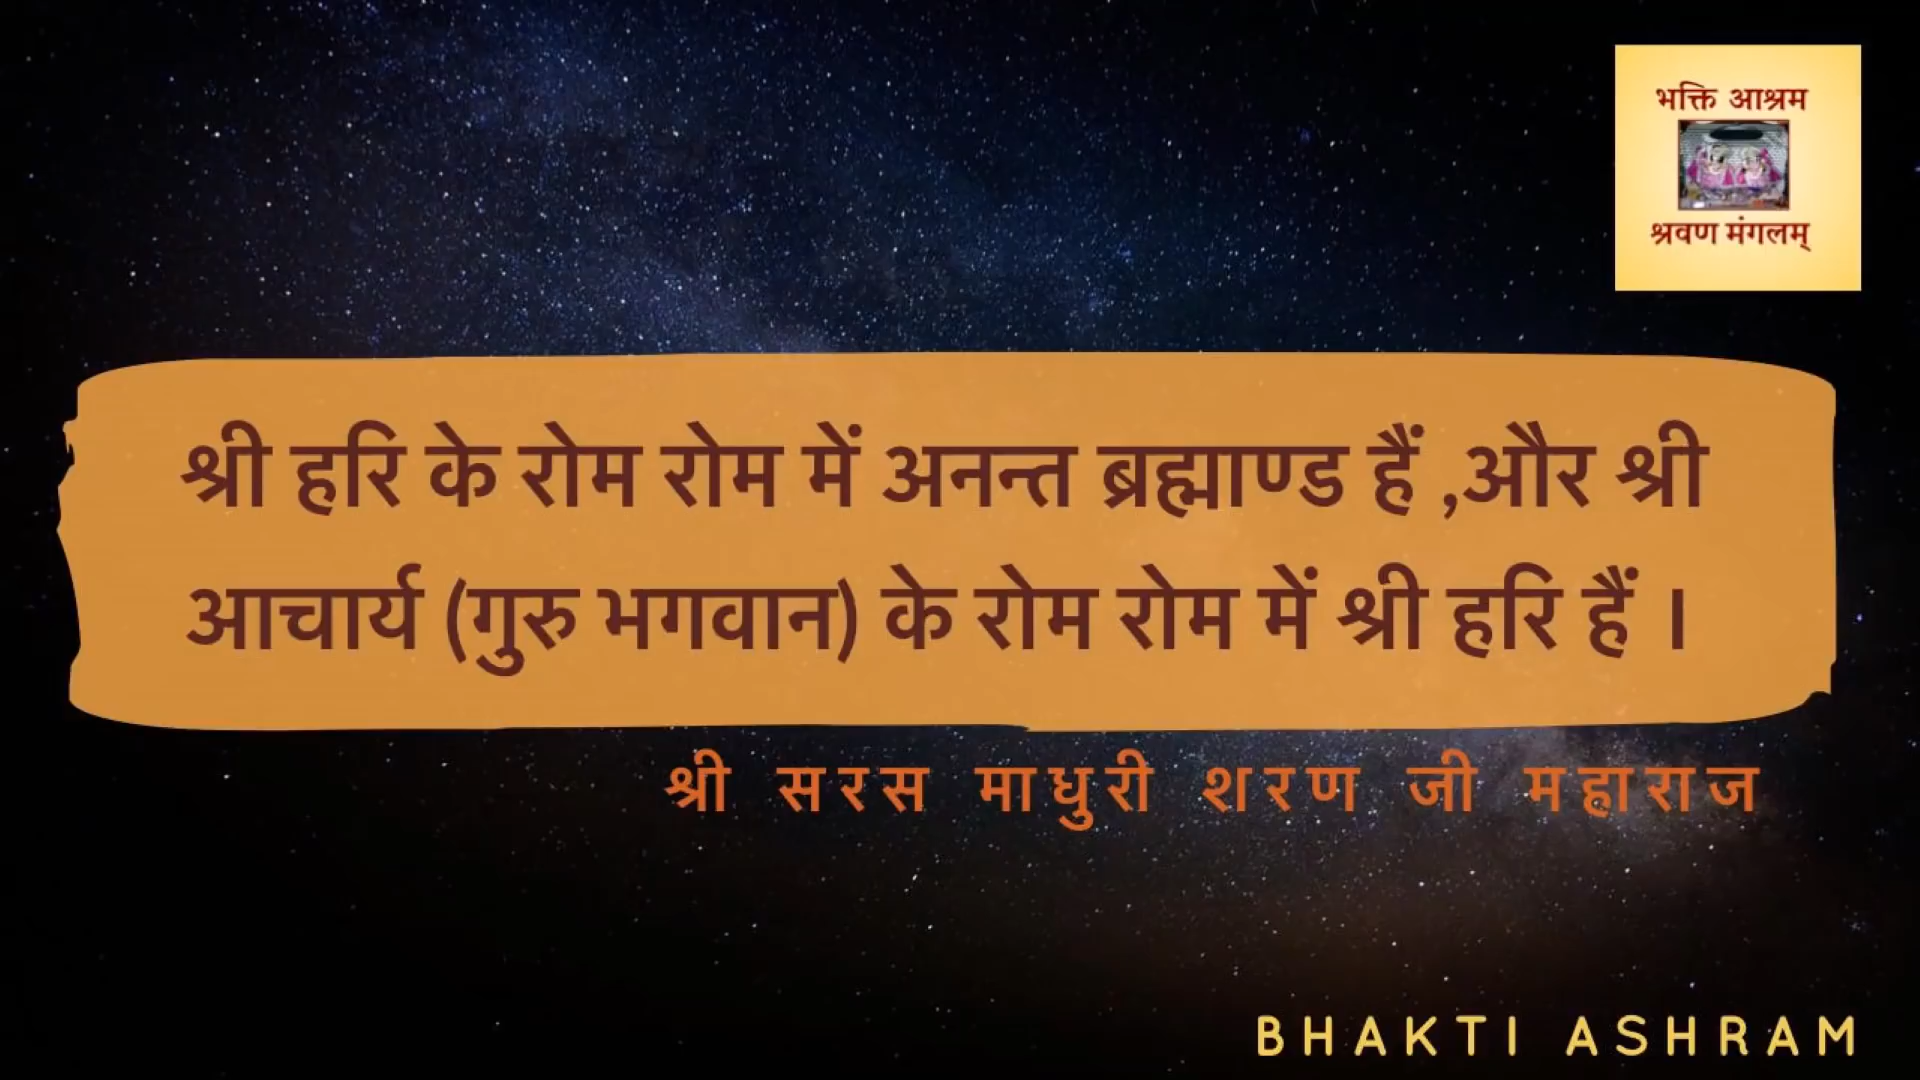 भक्ति आश्रम
श्रवण मंगलम्
श्री हरि के रोम रोम में अनन्त ब्रह्माण्ड हैं ,और श्री
आचार्य (गुरु भगवान) के रोम रोम में श्री हरि हैं ।
श्री सरस माधुरी शरण जी महाराज
BHAKTI ASHRAM